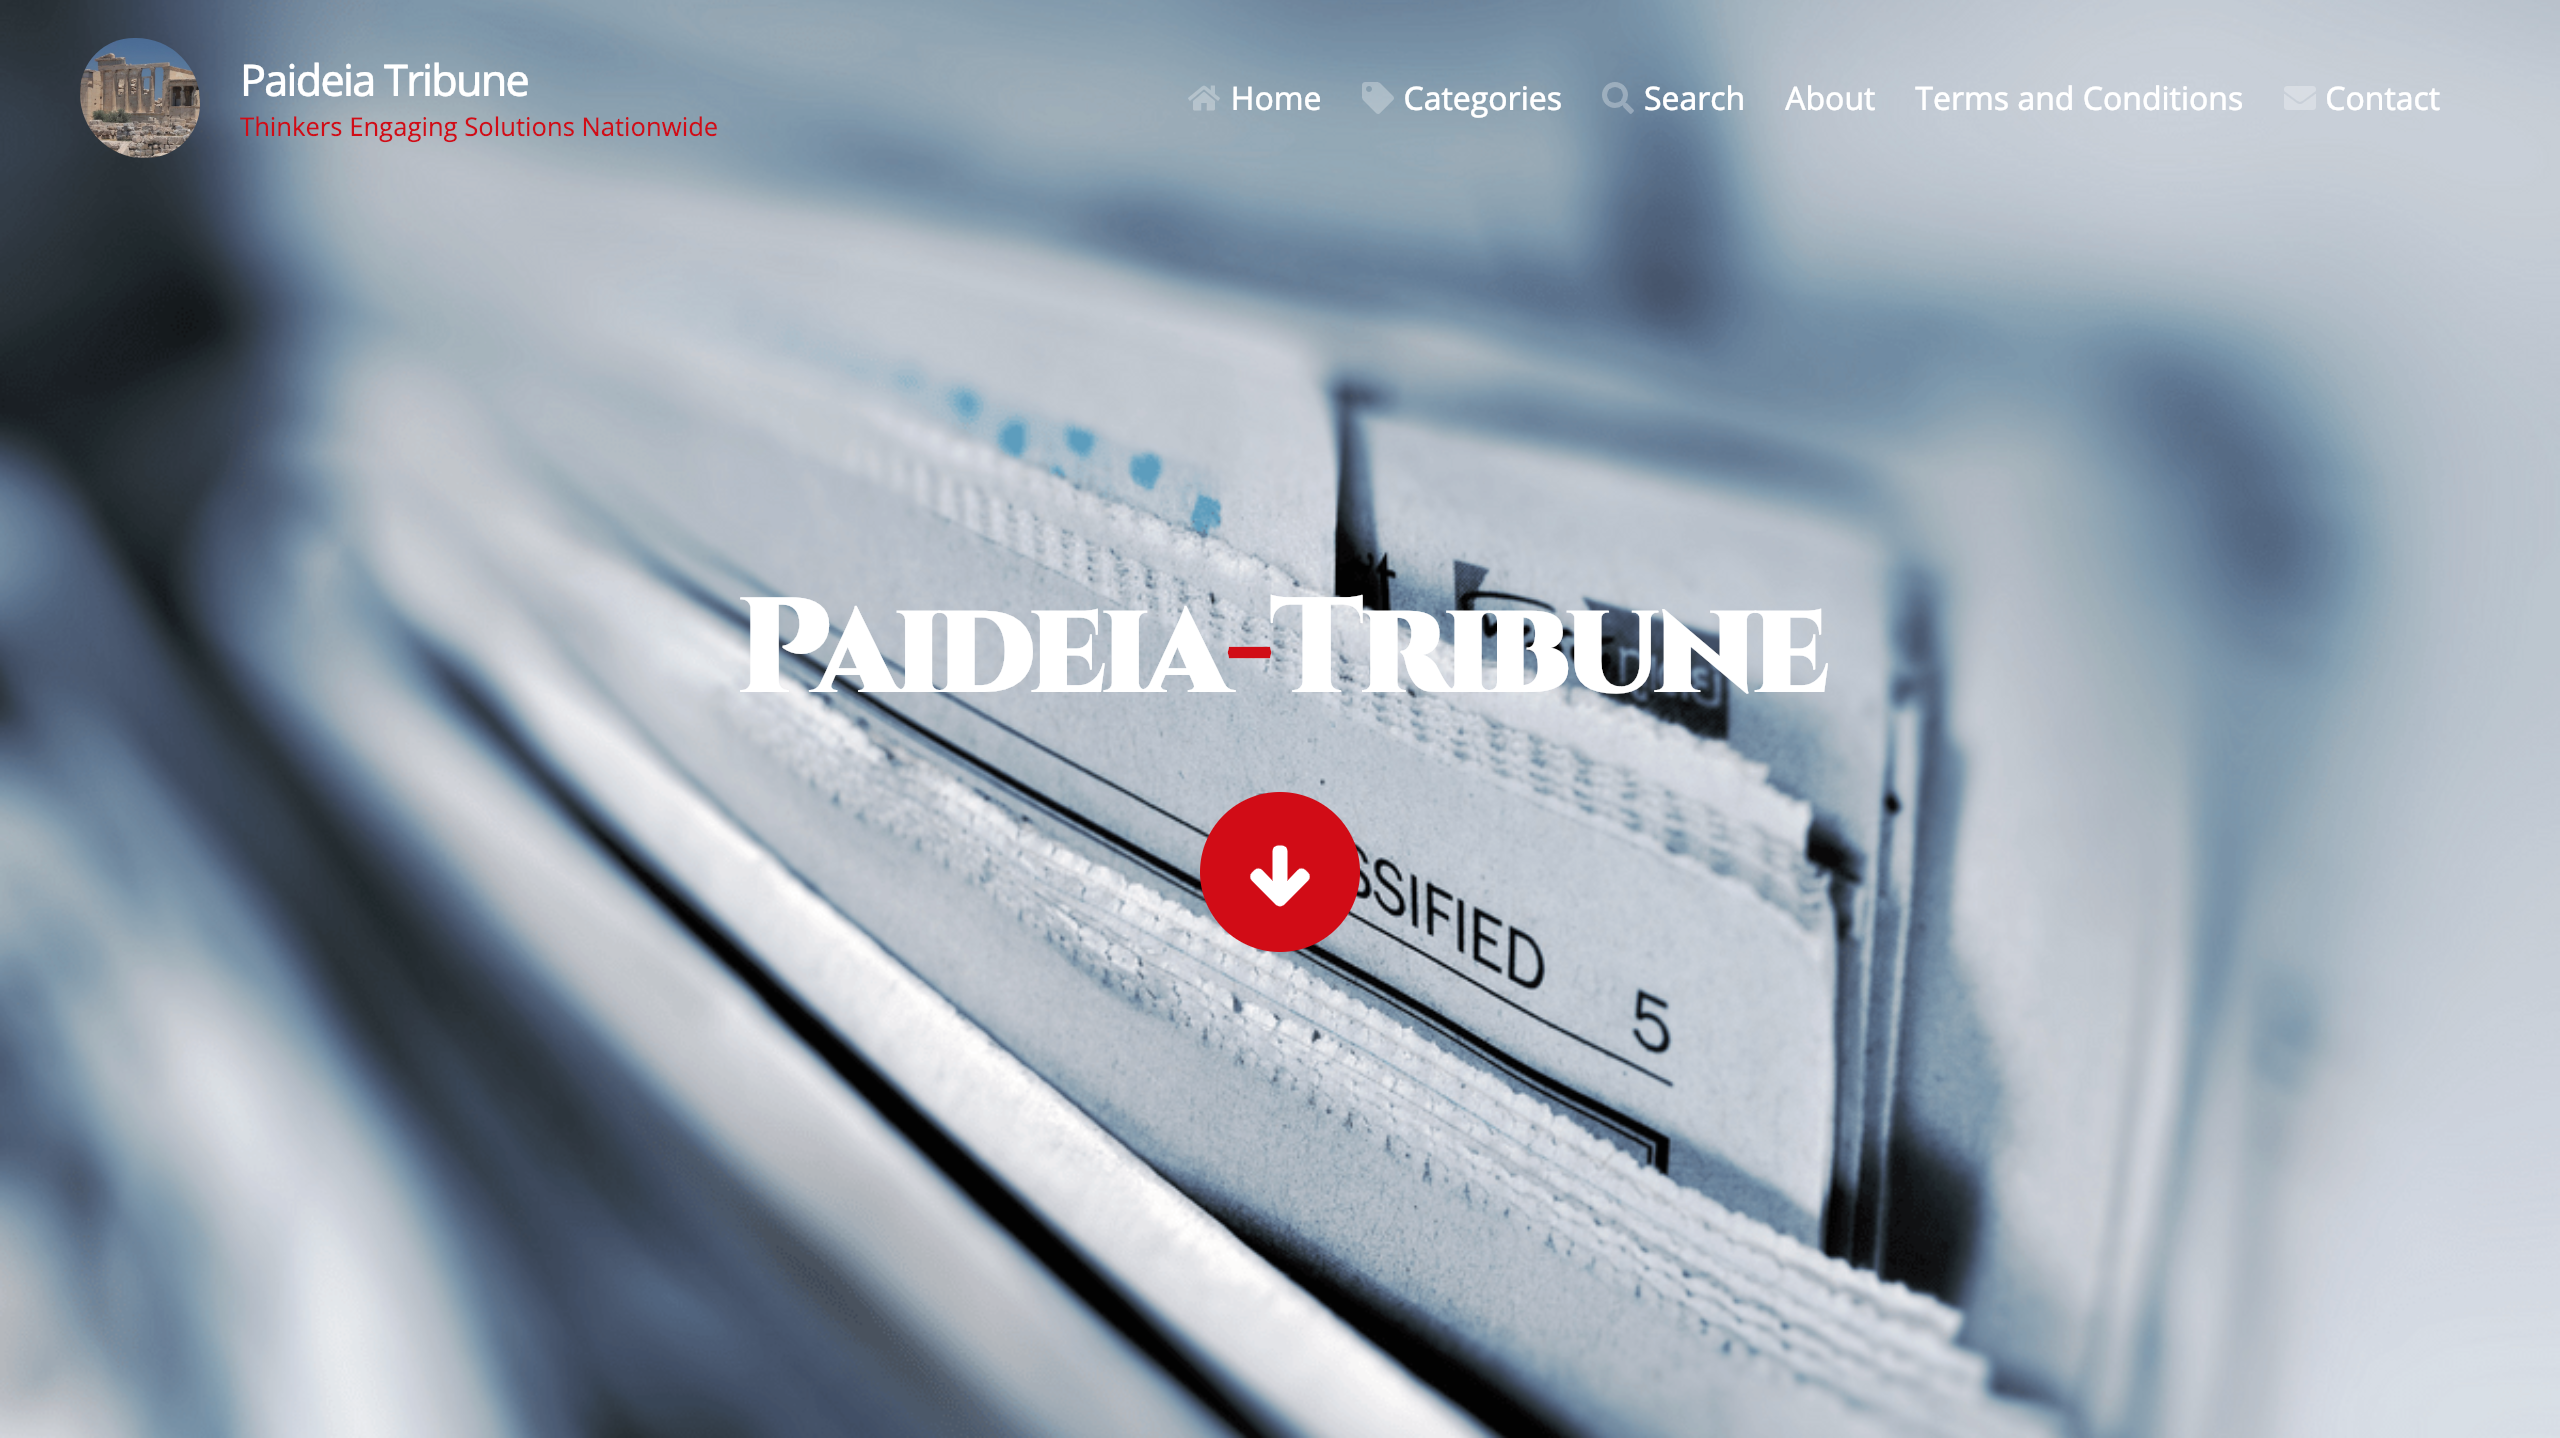 Paideia Tribune
Thinkers Engaging Solutions Nationwide
Home Categories Search About Terms and Conditions Contact
Paideia-Tribune
SSIFIED 5